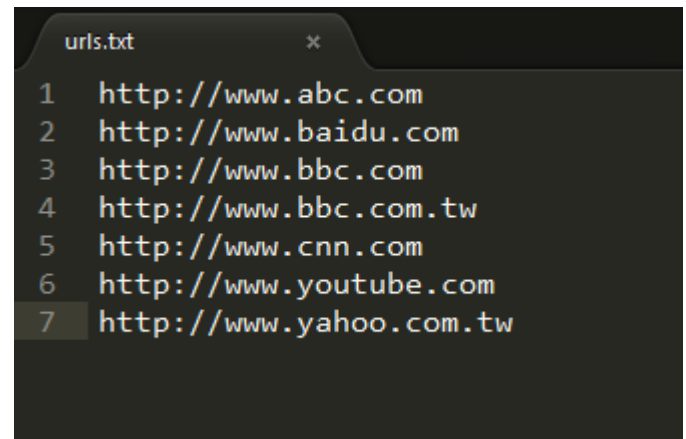 urls.txt ×
1 http://www.abc.com
2 http://www.baidu.com
3 http://www.bbc.com
4 http://www.bbc.com.tw
5 http://www.cnn.com
6 http://www.youtube.com
7 http://www.yahoo.com.tw